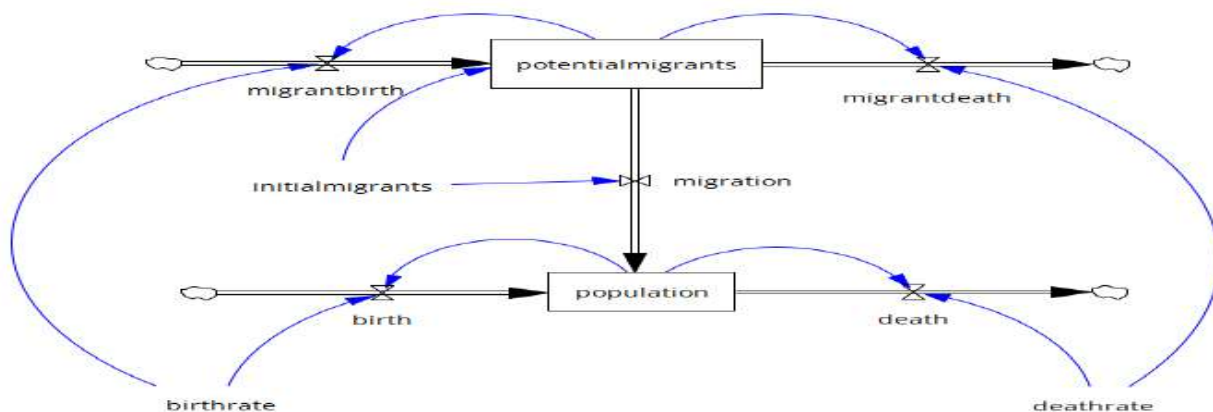 potentialmigrants
migrantbirth
migrantdeath
initialmigrants
migration
population
birth
death
birthrate
deathrate